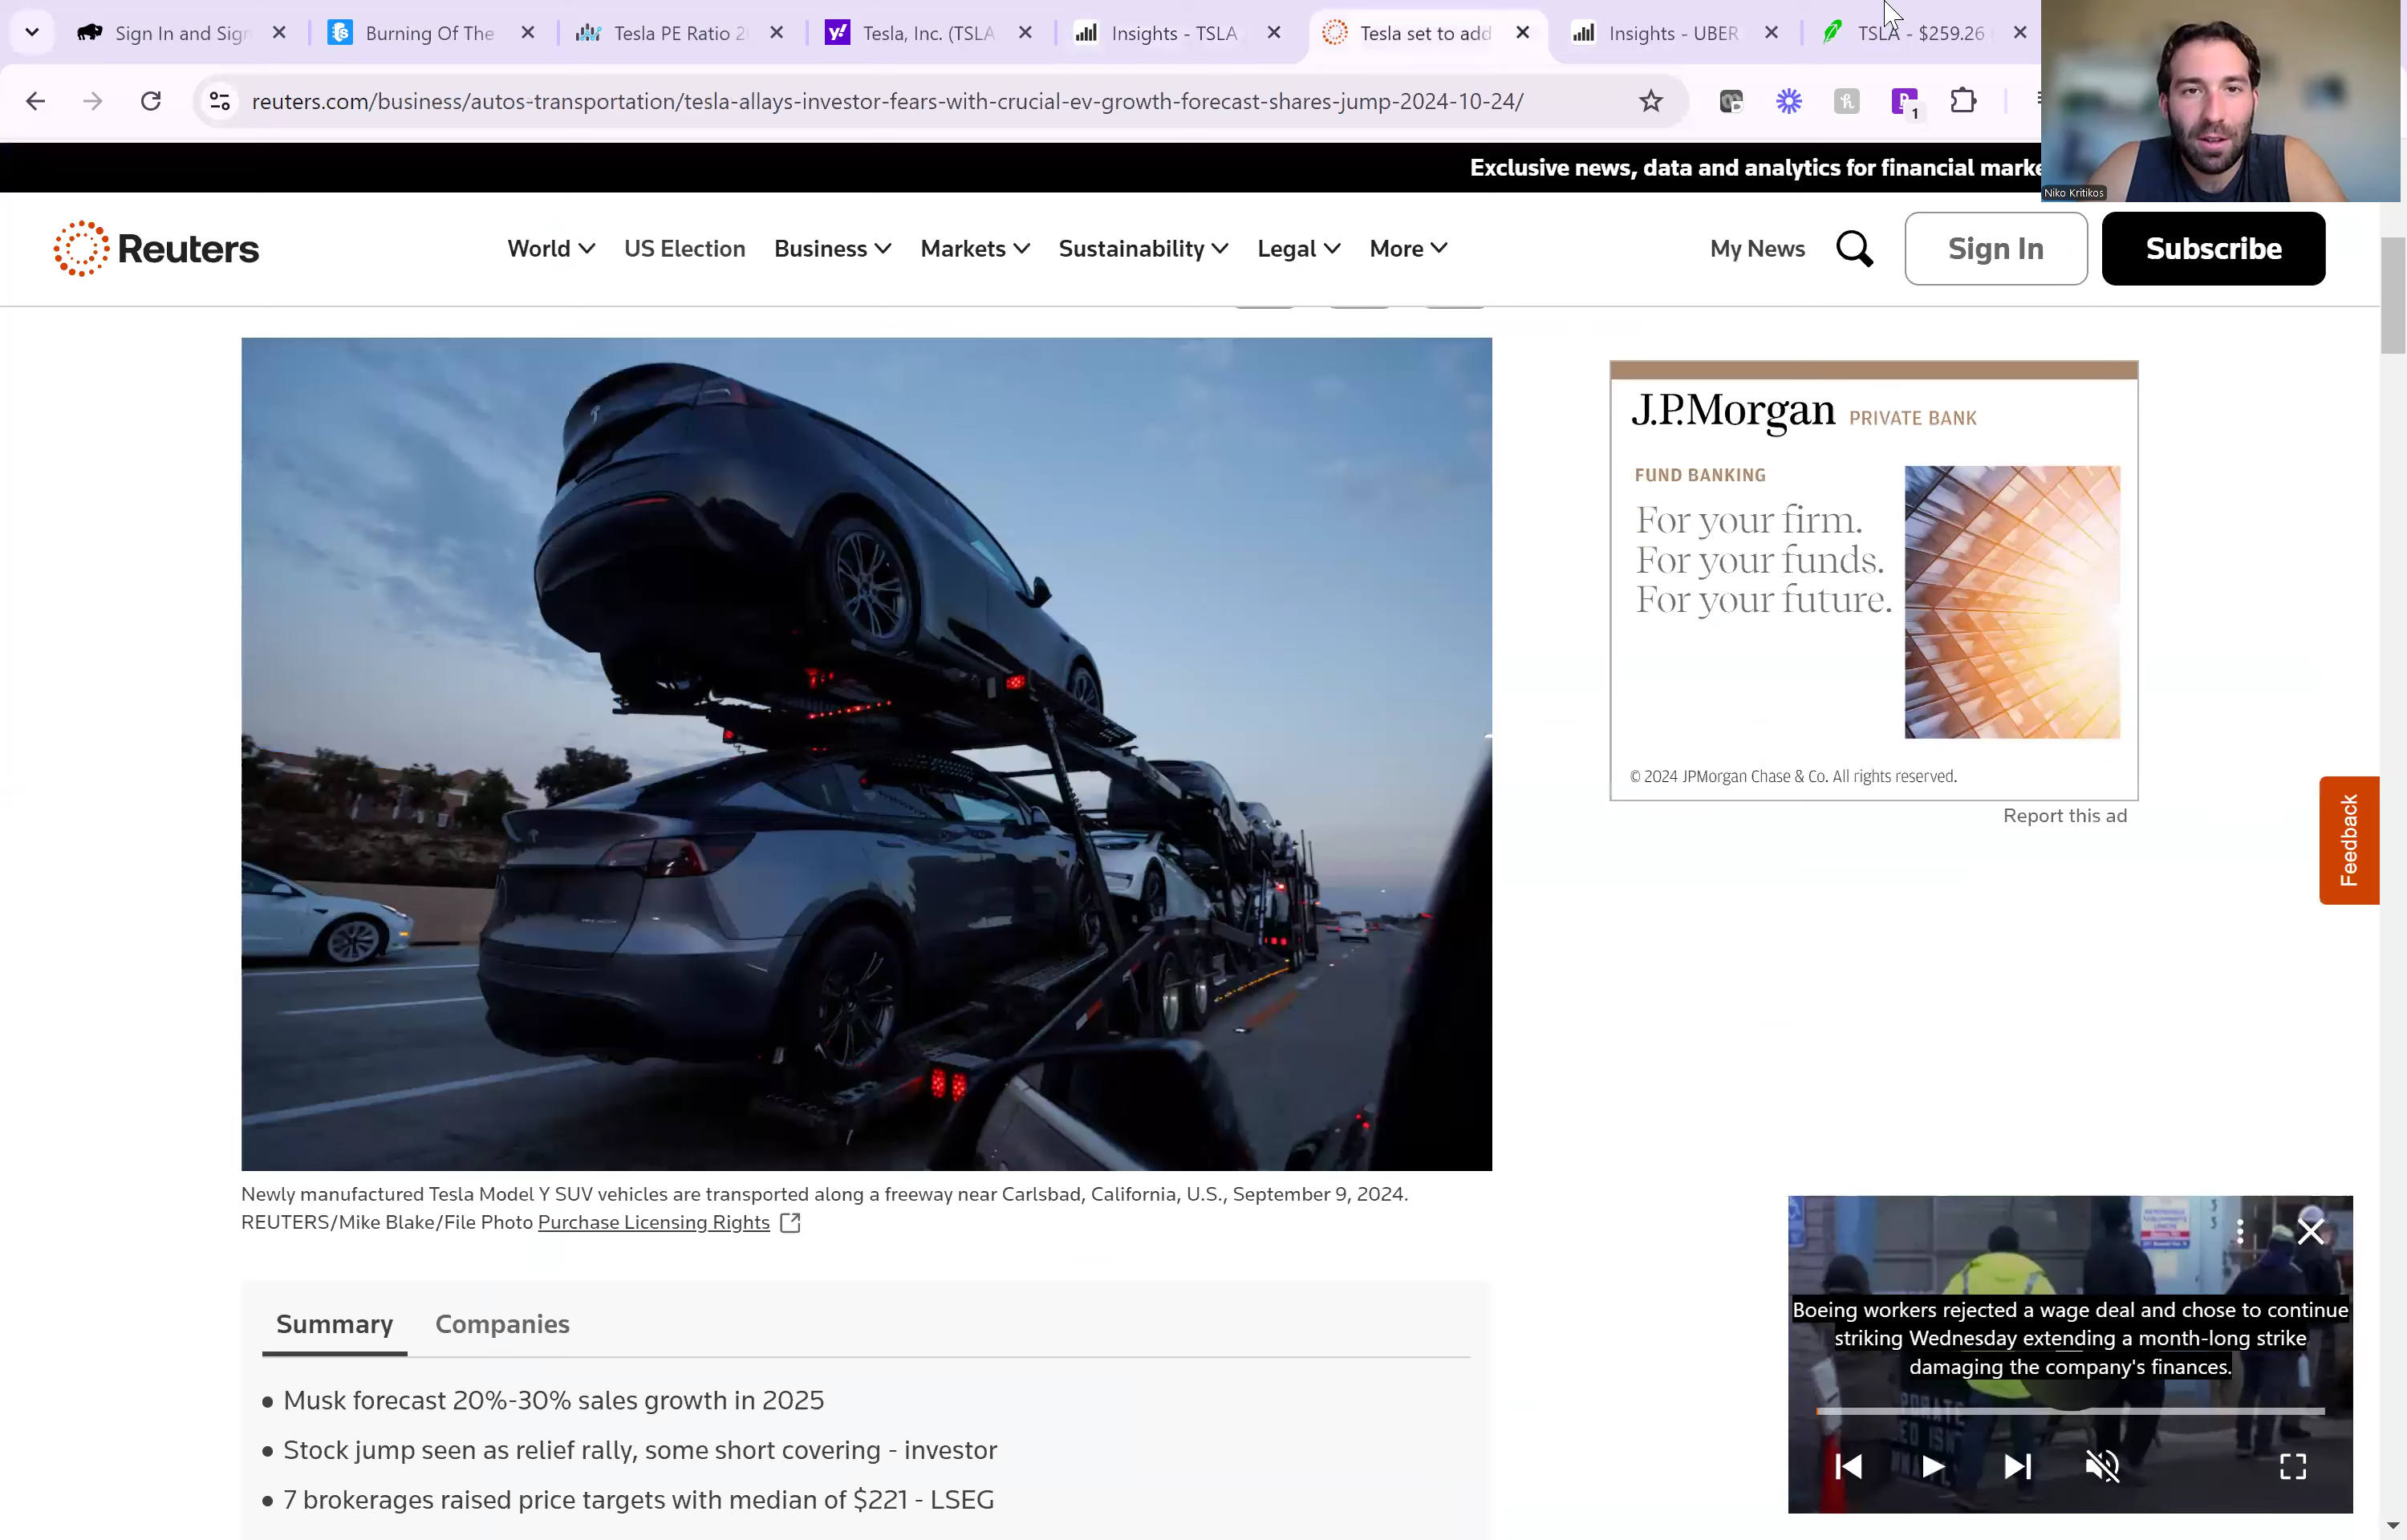 Sign In and Sign
Burning Of The
Tesla PE Ratio 2
Tesla, Inc. (TSLA
Insights - TSLA
Tesla set to add
Insights - UBER
TSLA - $259.26
reuters.com/business/autos-transportation/tesla-allays-investor-fears-with-crucial-ev-growth-forecast-shares-jump-2024-10-24/
1
Niko Kritikos
Exclusive news, data and analytics for financial marke
Reuters
World
US Election
Business
Markets
Sustainability
Legal
More
My News
Sign In
Subscribe
J.P.Morgan PRIVATE BANK
FUND BANKING
For your firm.
For your funds.
For your future.
© 2024 JPMorgan Chase & Co. All rights reserved.
Report this ad
Feedback
Newly manufactured Tesla Model Y SUV vehicles are transported along a freeway near Carlsbad, California, U.S., September 9, 2024.
REUTERS/Mike Blake/File Photo Purchase Licensing Rights
Summary
Companies
Musk forecast 20%-30% sales growth in 2025
Stock jump seen as relief rally, some short covering - investor
7 brokerages raised price targets with median of $221 - LSEG
Boeing workers rejected a wage deal and chose to continue
striking Wednesday extending a month-long strike
damaging the company's finances.